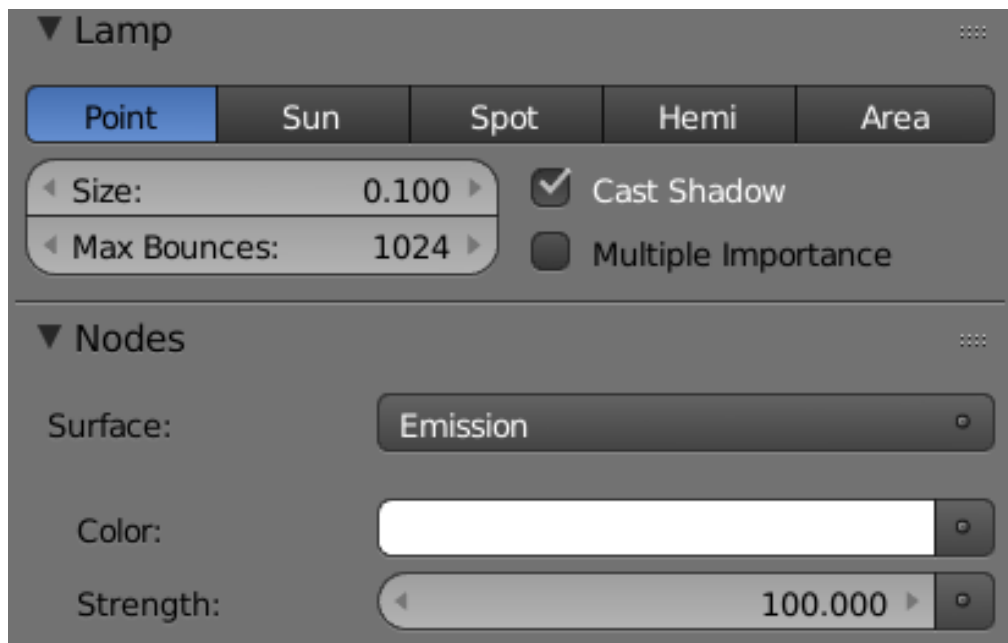 Lamp
Point Sun Spot Hemi Area
Size: 0.100 Cast Shadow
Max Bounces: 1024 Multiple Importance
Nodes
Surface: Emission
Color:
Strength: 100.000